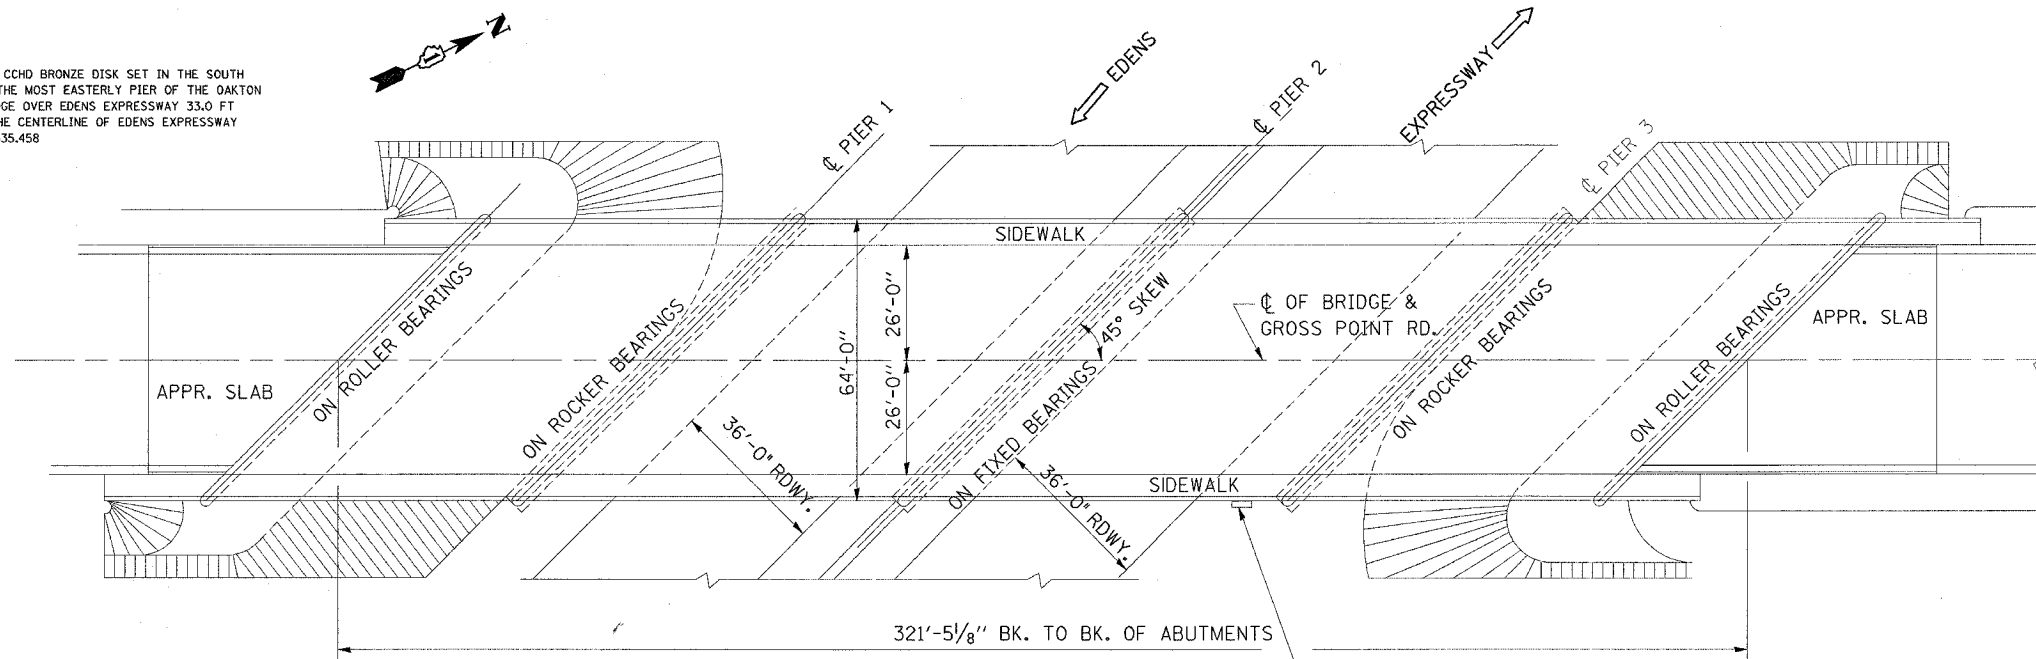 N
CCHD BRONZE DISK SET IN THE SOUTH
THE MOST EASTERLY PIER OF THE OAKTON
GE OVER EDENS EXPRESSWAY 33.0 FT
HE CENTERLINE OF EDENS EXPRESSWAY
35.458
℄ PIER 1
EDENS
℄ PIER 2
EXPRESSWAY
℄ PIER 3
SIDEWALK
ON ROLLER BEARINGS
ON ROCKER BEARINGS
64'-0"
26'-0"
26'-0"
45° SKEW
℄ OF BRIDGE &
GROSS POINT RD.
ON ROCKER BEARINGS
ON ROLLER BEARINGS
APPR. SLAB
APPR. SLAB
36'-0" RDWY.
ON FIXED BEARINGS
36'-0" RDWY.
SIDEWALK
321'-5 1/8" BK. TO BK. OF ABUTMENTS